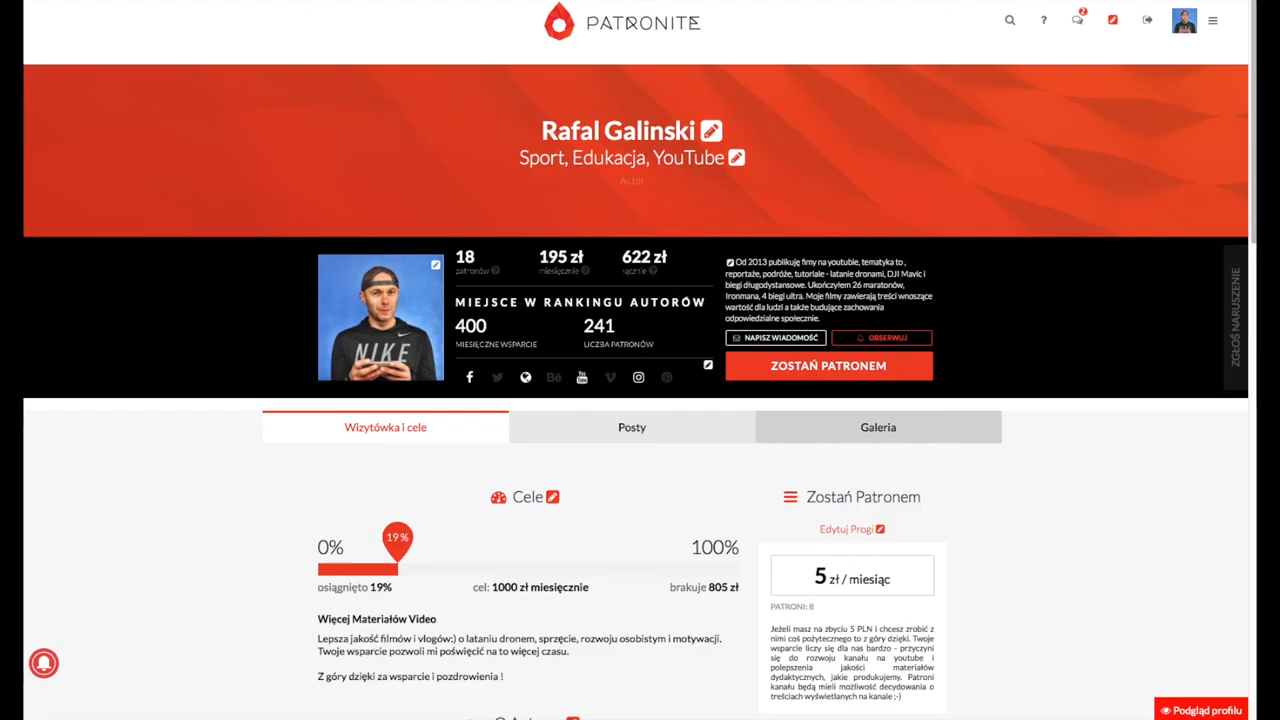 PATRONITE
2
Rafal Galinski
Sport, Edukacja, YouTube
Autor
18
patronów
195 zł
miesięcznie
622 zł
łącznie
MIEJSCE W RANKINGU AUTORÓW
400
MIESIĘCZNE WSPARCIE
241
LICZBA PATRONÓW
NIKE
Od 2013 publikuję fimy na youtubie, tematyka to ,
reportaże, podróże, tutoriale - latanie dronami, DJI Mavic i
biegi długodystansowe. Ukończyłem 26 maratonów,
Ironmana, 4 biegi ultra. Moje filmy zawierają treści wnoszące
wartość dla ludzi a także budujące zachowania
odpowiedzialne społecznie.
NAPISZ WIADOMOŚĆ
OBSERWUJ
ZOSTAŃ PATRONEM
ZGŁOŚ NARUSZENIE
Wizytówka i cele
Posty
Galeria
Cele
0%
19%
100%
osiągnięto 19%
cel: 1000 zł miesięcznie
brakuje 805 zł
Więcej Materiałów Video
Lepsza jakość filmów i vlogów:) o lataniu dronem, sprzęcie, rozwoju osobistym i motywacji.
Twoje wsparcie pozwoli mi poświęcić na to więcej czasu.
Z góry dzięki za wsparcie i pozdrowienia !
Zostań Patronem
Edytuj Progi
5 zł / miesiąc
PATRONI: 8
Jeżeli masz na zbyciu 5 PLN i chcesz zrobić z
nimi coś pożytecznego to z góry dzięki. Twoje
wsparcie liczy się dla nas bardzo - przyczyni
się do rozwoju kanału na youtube i
polepszenia jakości materiałów
dydaktycznych, jakie produkujemy. Patroni
kanału będą mieli możliwość decydowania o
treściach wyświetlanych na kanale ;-)
Podgląd profilu